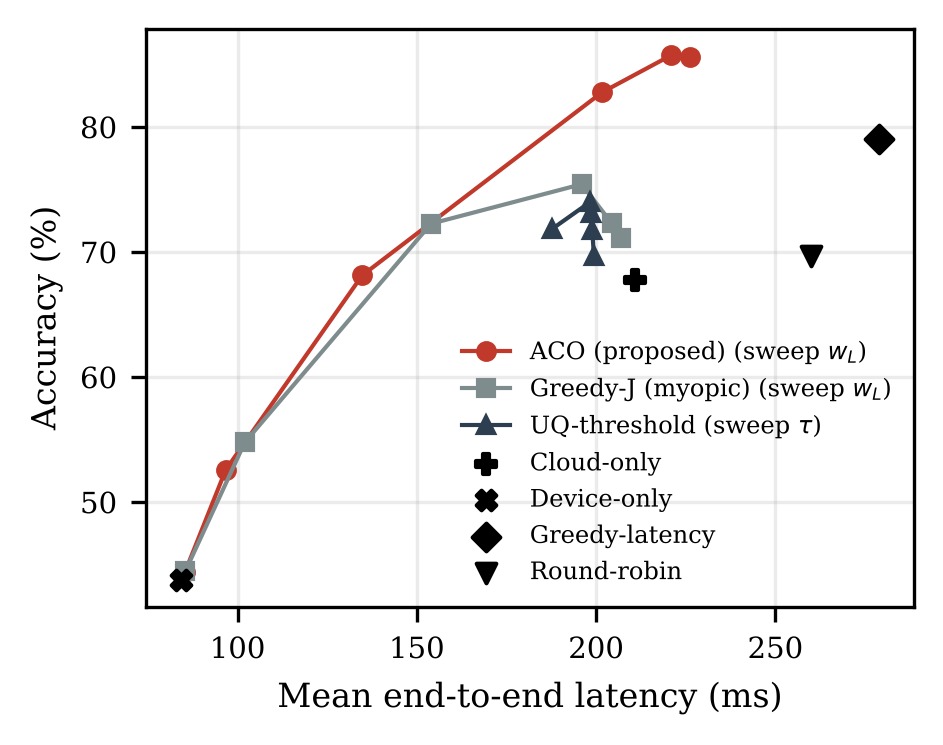 80
70
60
50
Accuracy (%)
ACO (proposed) (sweep w_L)
Greedy-J (myopic) (sweep w_L)
UQ-threshold (sweep τ)
Cloud-only
Device-only
Greedy-latency
Round-robin
100 150 200 250
Mean end-to-end latency (ms)